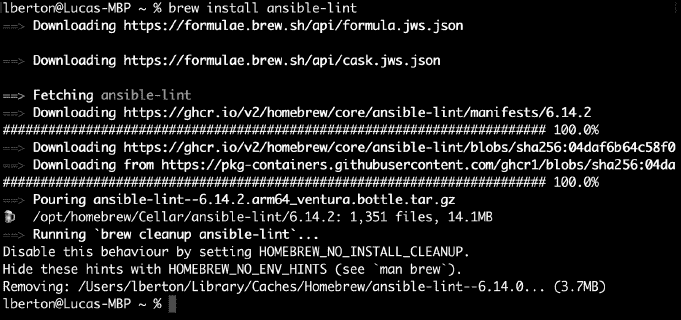 lberton@Lucas-MBP ~ % brew install ansible-lint
==> Downloading https://formulae.brew.sh/api/formula.jws.json
==> Downloading https://formulae.brew.sh/api/cask.jws.json
==> Fetching ansible-lint
==> Downloading https://ghcr.io/v2/homebrew/core/ansible-lint/manifests/6.14.2
######################################################################## 100.0%
==> Downloading https://ghcr.io/v2/homebrew/core/ansible-lint/blobs/sha256:04daf6b64c58f0
==> Downloading from https://pkg-containers.githubusercontent.com/ghcr1/blobs/sha256:04da
######################################################################## 100.0%
==> Pouring ansible-lint--6.14.2.arm64_ventura.bottle.tar.gz
🍺 /opt/homebrew/Cellar/ansible-lint/6.14.2: 1,351 files, 14.1MB
==> Running `brew cleanup ansible-lint`...
Disable this behaviour by setting HOMEBREW_NO_INSTALL_CLEANUP.
Hide these hints with HOMEBREW_NO_ENV_HINTS (see `man brew`).
Removing: /Users/lberton/Library/Caches/Homebrew/ansible-lint--6.14.0... (3.7MB)
lberton@Lucas-MBP ~ %